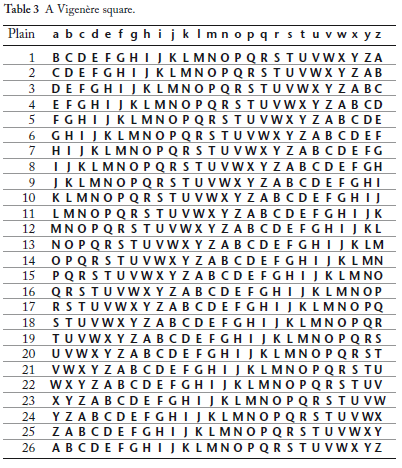 Table 3 A Vigenère square.
Plain a b c d e f g h i j k l m n o p q r s t u v w x y z
1 B C D E F G H I J K L M N O P Q R S T U V W X Y Z A
2 C D E F G H I J K L M N O P Q R S T U V W X Y Z A B
3 D E F G H I J K L M N O P Q R S T U V W X Y Z A B C
4 E F G H I J K L M N O P Q R S T U V W X Y Z A B C D
5 F G H I J K L M N O P Q R S T U V W X Y Z A B C D E
6 G H I J K L M N O P Q R S T U V W X Y Z A B C D E F
7 H I J K L M N O P Q R S T U V W X Y Z A B C D E F G
8 I J K L M N O P Q R S T U V W X Y Z A B C D E F G H
9 J K L M N O P Q R S T U V W X Y Z A B C D E F G H I
10 K L M N O P Q R S T U V W X Y Z A B C D E F G H I J
11 L M N O P Q R S T U V W X Y Z A B C D E F G H I J K
12 M N O P Q R S T U V W X Y Z A B C D E F G H I J K L
13 N O P Q R S T U V W X Y Z A B C D E F G H I J K L M
14 O P Q R S T U V W X Y Z A B C D E F G H I J K L M N
15 P Q R S T U V W X Y Z A B C D E F G H I J K L M N O
16 Q R S T U V W X Y Z A B C D E F G H I J K L M N O P
17 R S T U V W X Y Z A B C D E F G H I J K L M N O P Q
18 S T U V W X Y Z A B C D E F G H I J K L M N O P Q R
19 T U V W X Y Z A B C D E F G H I J K L M N O P Q R S
20 U V W X Y Z A B C D E F G H I J K L M N O P Q R S T
21 V W X Y Z A B C D E F G H I J K L M N O P Q R S T U
22 W X Y Z A B C D E F G H I J K L M N O P Q R S T U V
23 X Y Z A B C D E F G H I J K L M N O P Q R S T U V W
24 Y Z A B C D E F G H I J K L M N O P Q R S T U V W X
25 Z A B C D E F G H I J K L M N O P Q R S T U V W X Y
26 A B C D E F G H I J K L M N O P Q R S T U V W X Y Z